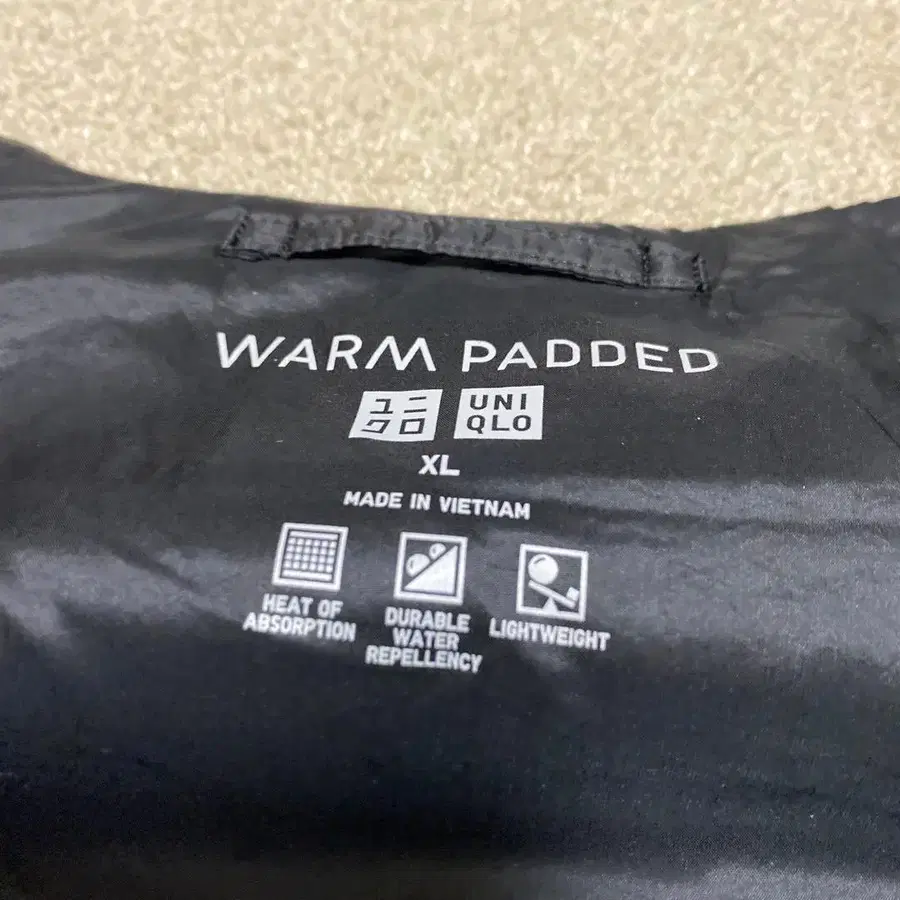 WARM PADDED
ユニ UNI
クロ QLO
XL
MADE IN VIETNAM
HEAT OF
ABSORPTION
DURABLE
WATER
REPELLENCY
LIGHTWEIGHT